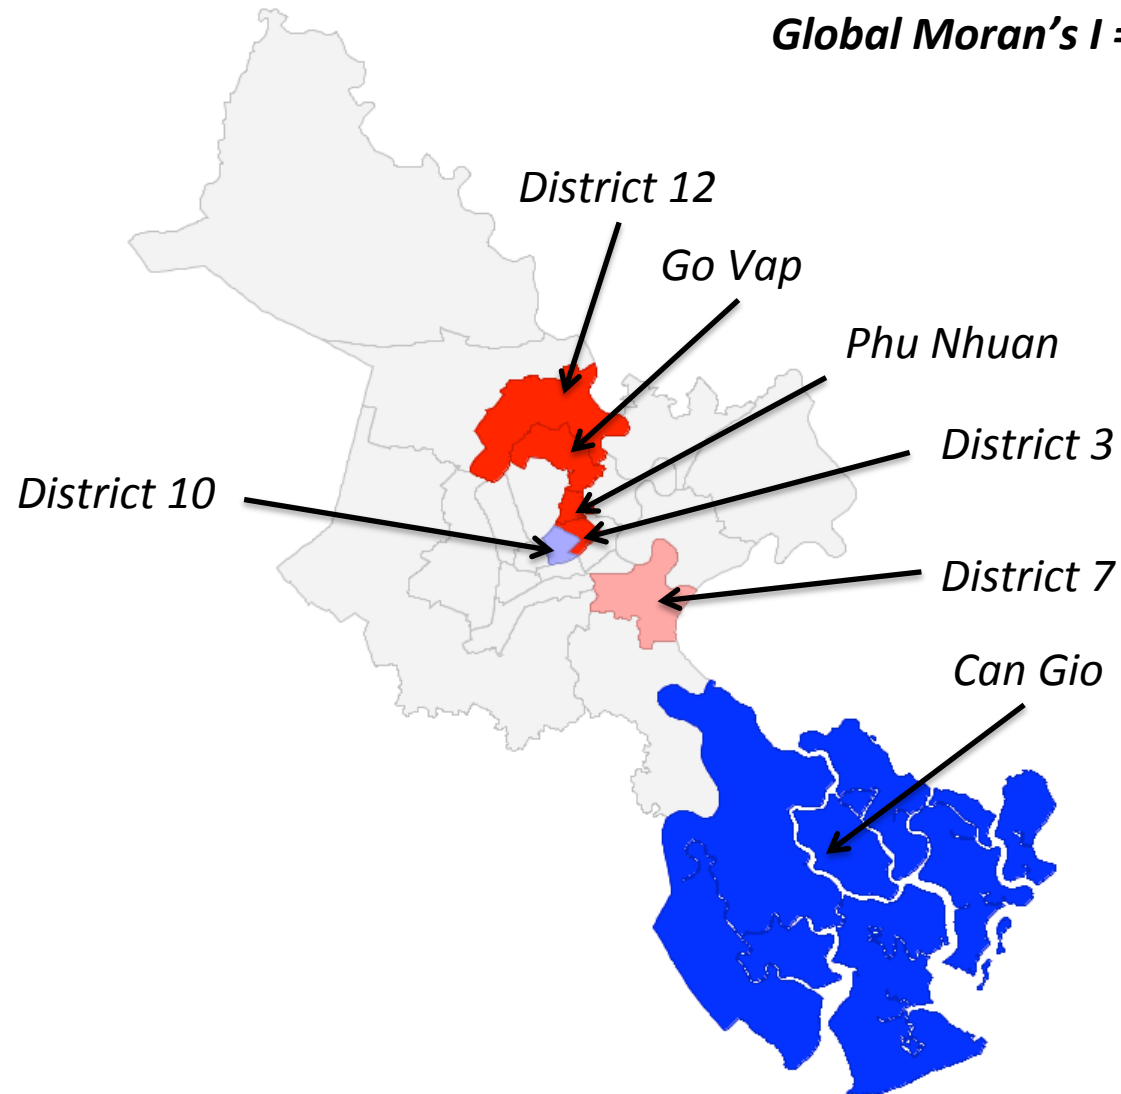 Global Moran's I =
District 12
Go Vap
Phu Nhuan
District 3
District 10
District 7
Can Gio